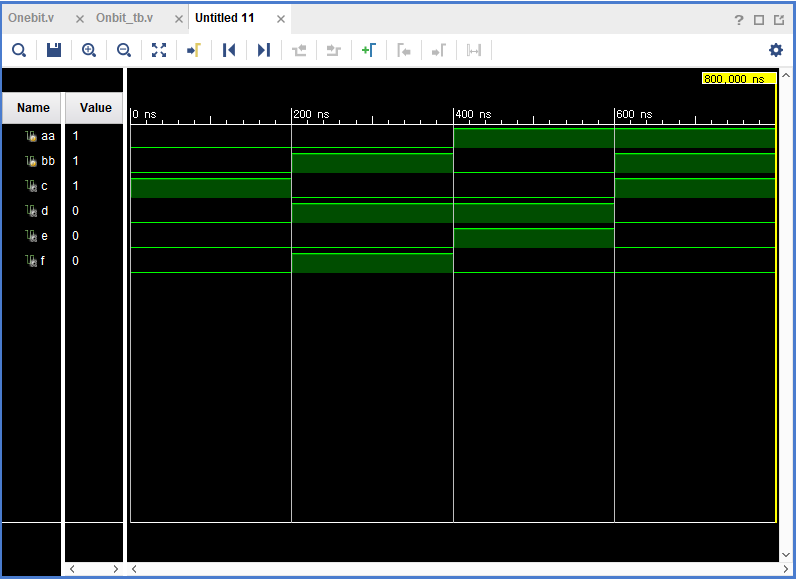 Onebit.v Onbit_tb.v Untitled 11
800,000 ns
Name Value
0 ns 200 ns 400 ns 600 ns
aa 1
bb 1
c 1
d 0
e 0
f 0